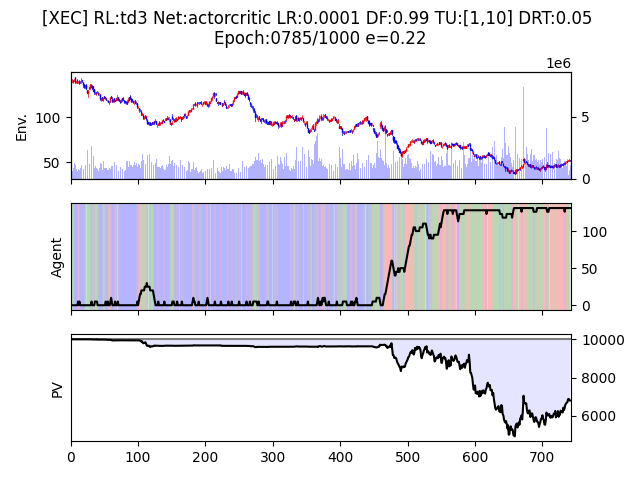 [XEC] RL:td3 Net:actorcritic LR:0.0001 DF:0.99 TU:[1,10] DRT:0.05
Epoch:0785/1000 e=0.22
1e6
Env.
100
50
5
0
Agent
100
50
0
PV
10000
8000
6000
0 100 200 300 400 500 600 700